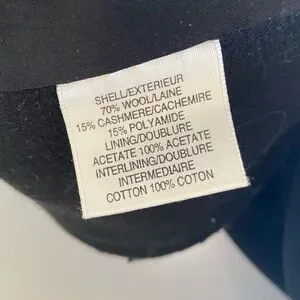 SHELL/EXTERIEUR
70% WOOL/LAINE
15% CASHMERE/CACHEMIRE
15% POLYAMIDE
LINING/DOUBLURE
ACETATE 100% ACETATE
INTERLINING/DOUBLURE
INTERMEDIAIRE
COTTON 100% COTON